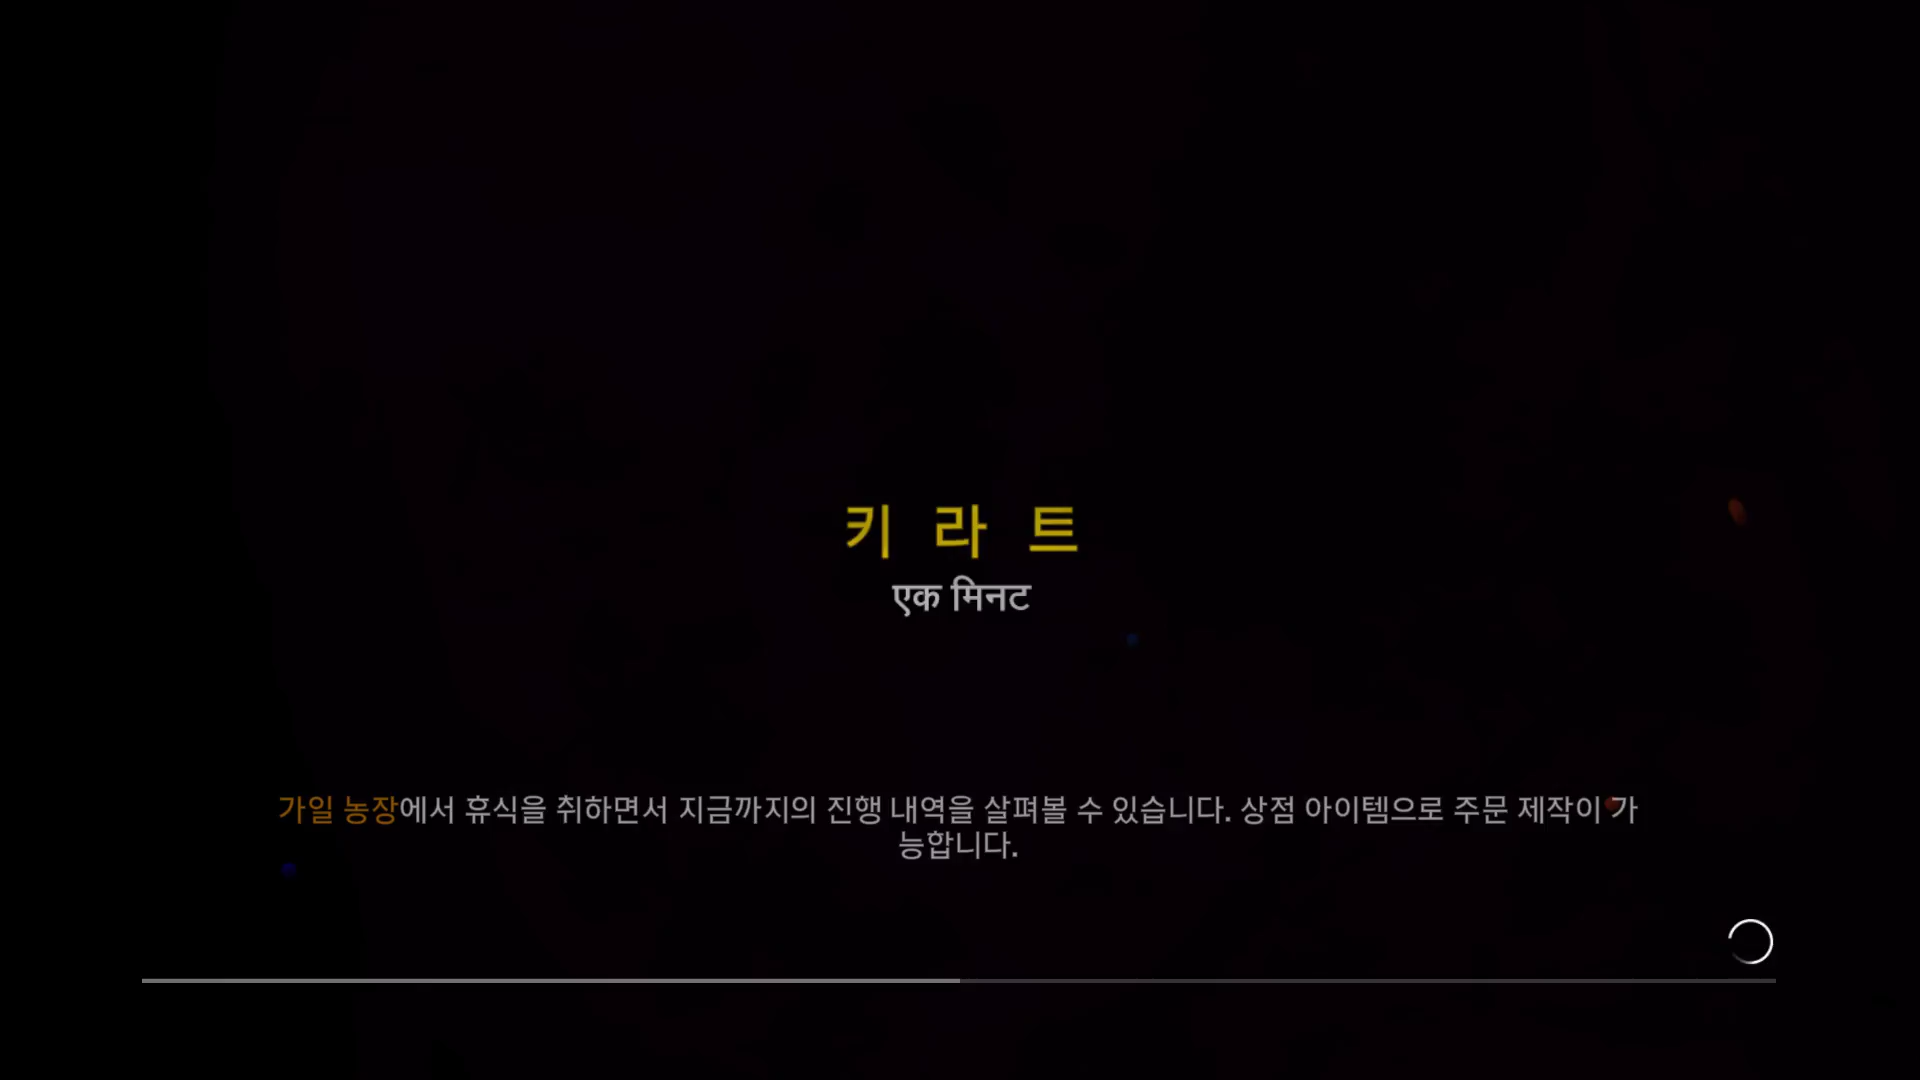 키 라 트
एक मिनट
가일 농장에서 휴식을 취하면서 지금까지의 진행 내역을 살펴볼 수 있습니다. 상점 아이템으로 주문 제작이 가
능합니다.